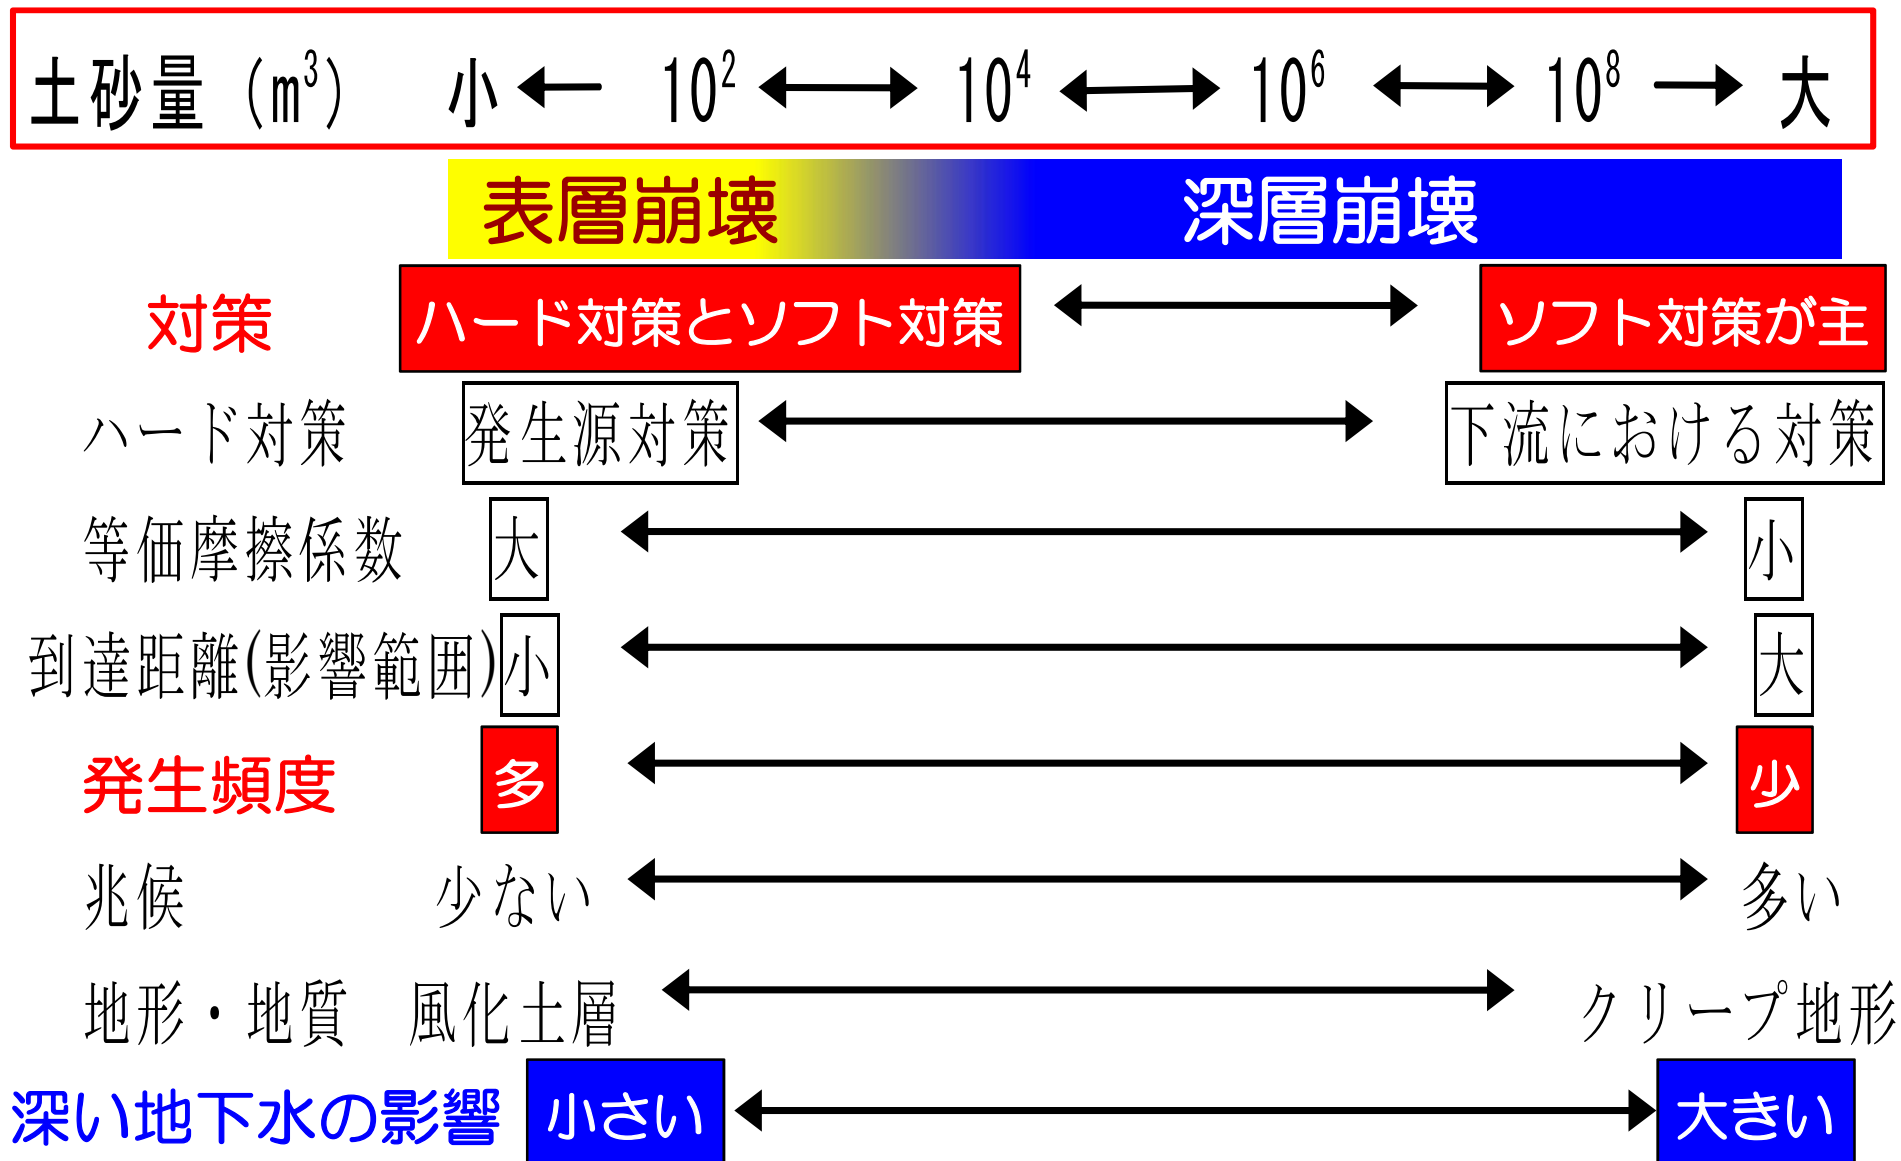 土砂量 (m³) 小 10² 10⁴ 10⁶ 10⁸ 大
表層崩壊 深層崩壊
対策 ハード対策とソフト対策 ソフト対策が主
ハード対策 発生源対策 下流における対策
等価摩擦係数 大 小
到達距離(影響範囲) 小 大
発生頻度 多 少
兆候 少ない 多い
地形・地質 風化土層 クリープ地形
深い地下水の影響 小さい 大きい